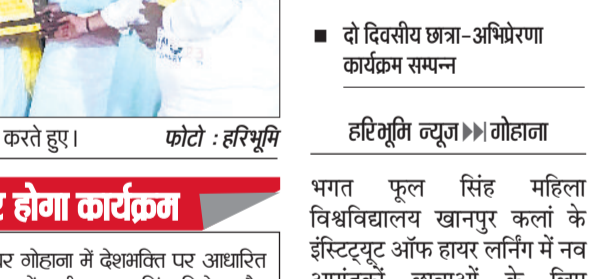 करते हुए।
फोटो : हरिभूमि
होगा कार्यक्रम
गोहाना में देशभक्ति पर आधारित
■ दो दिवसीय छात्रा-अभिप्रेरणा
कार्यक्रम सम्पन्न
हरिभूमि न्यूज▶▶|गोहाना
भगत फूल सिंह महिला
विश्वविद्यालय खानपुर कलां के
इंस्टिट्यूट ऑफ हायर लर्निंग में नव